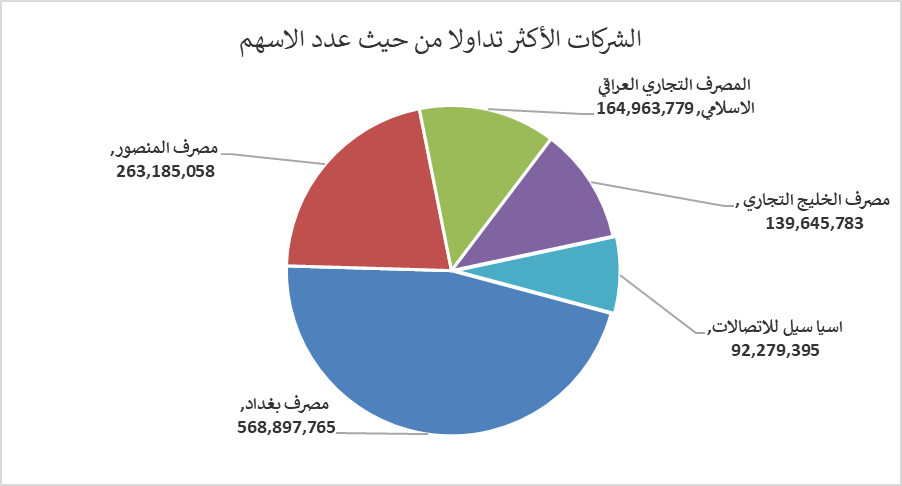 الشركات الأكثر تداولا من حيث عدد الاسهم
المصرف التجاري العراقي
الاسلامي, 164,963,779
مصرف المنصور,
263,185,058
مصرف الخليج التجاري ,
139,645,783
اسيا سيل للاتصالات,
92,279,395
مصرف بغداد,
568,897,765